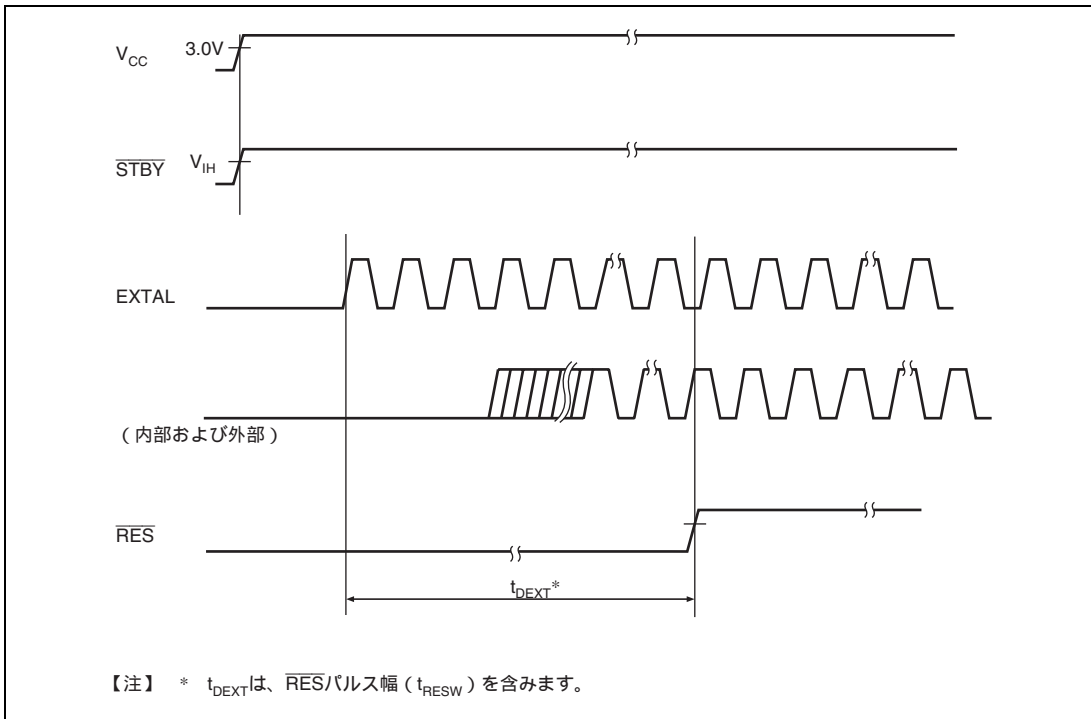 VCC 3.0V
STBY VIH
EXTAL
(内部および外部)
RES
tDEXT*
【注】 * tDEXTは、RESパルス幅(tRESW)を含みます。